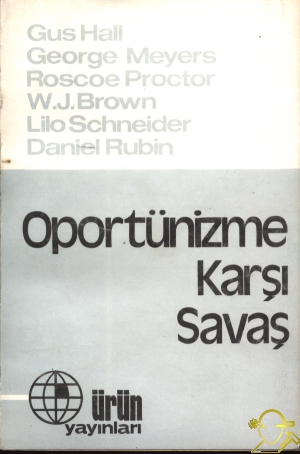 Gus Hall
George Meyers
Roscoe Proctor
W.J.Brown
Lilo Schneider
Daniel Rubin
Oportünizme
Karşı
Savaş
ürün
yayınları